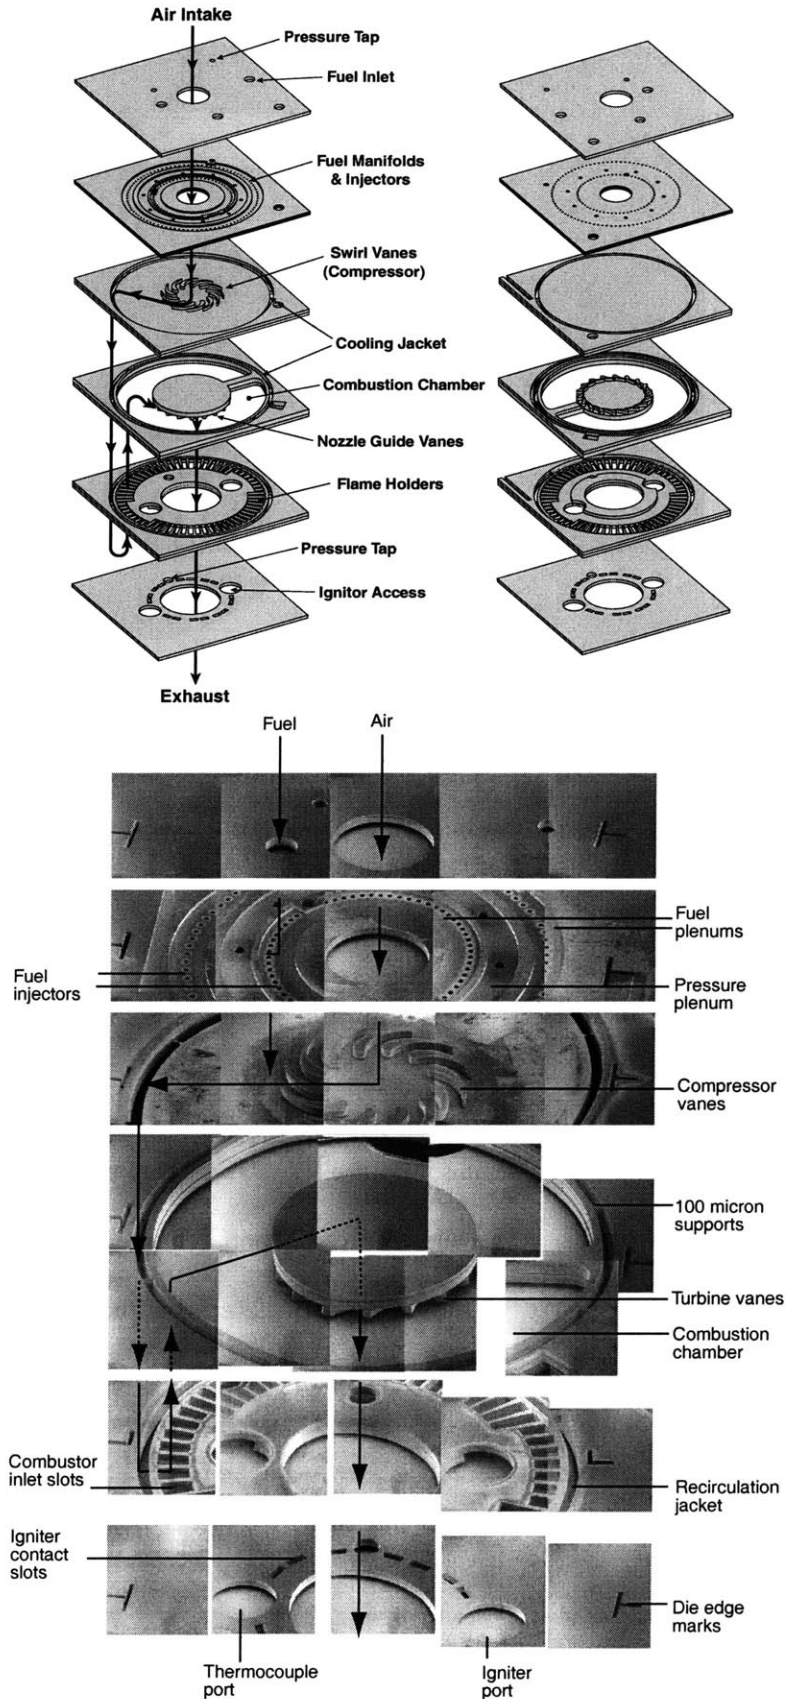 Air Intake
Pressure Tap
Fuel Inlet
Fuel Manifolds
& Injectors
Swirl Vanes
(Compressor)
Cooling Jacket
Combustion Chamber
Nozzle Guide Vanes
Flame Holders
Pressure Tap
Ignitor Access
Exhaust
Fuel
Air
Fuel
plenums
Fuel
injectors
Pressure
plenum
Compressor
vanes
100 micron
supports
Turbine vanes
Combustion
chamber
Combustor
inlet slots
Recirculation
jacket
Igniter
contact
slots
Die edge
marks
Thermocouple
port
Igniter
port